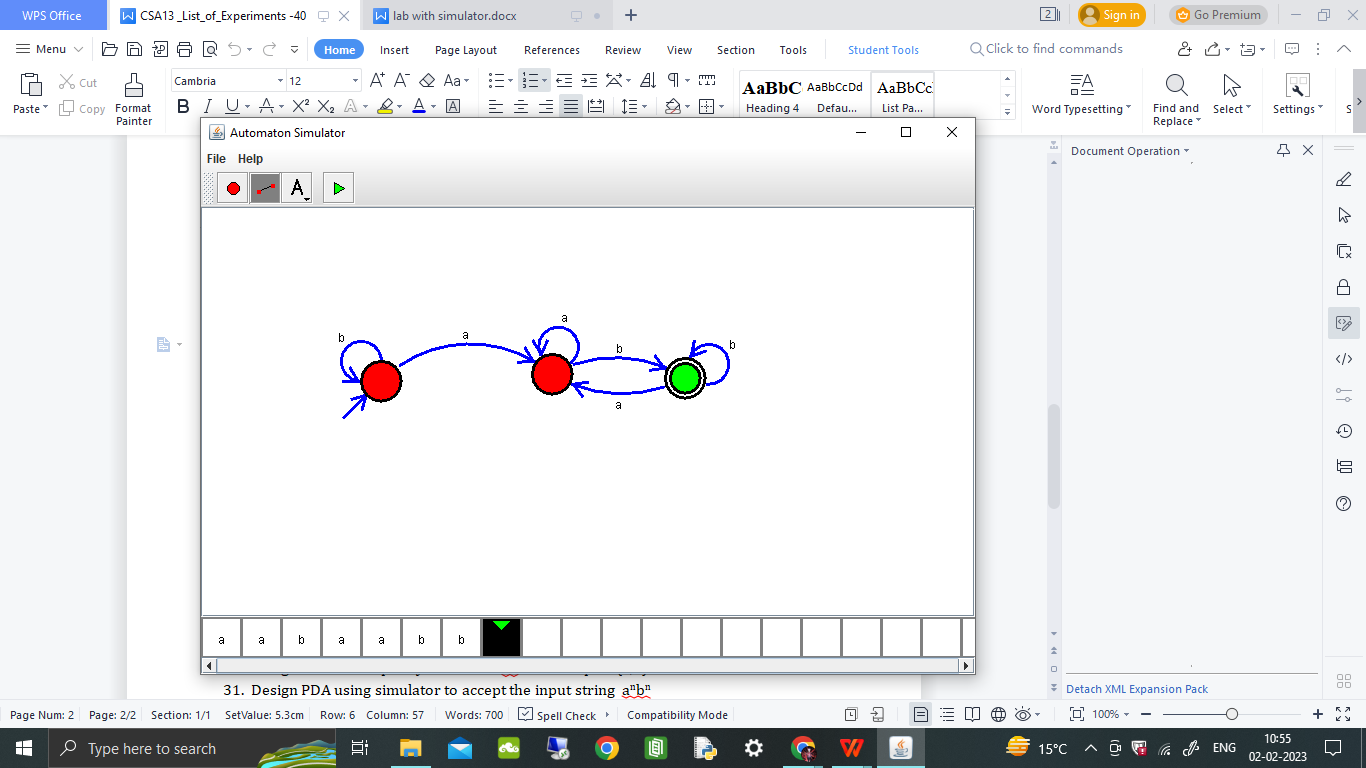 WPS Office CSA13 _List_of_Experiments -40 lab with simulator.docx + 2 Sign in Go Premium
Menu Home Insert Page Layout References Review View Section Tools Student Tools Click to find commands
Cambria 12 A+ A- Aa
Cut
Paste Copy Format Painter
B I U A X² X₂ A A A
AaBbC AaBbCcDd AaBbCc
Heading 4 Defau... List Pa...
Word Typesetting Find and Replace Select Settings S
Automaton Simulator
File Help
A
Document Operation
b a a b b
a
a a b a a b b
31. Design PDA using simulator to accept the input string aⁿbⁿ
Detach XML Expansion Pack
Page Num: 2 Page: 2/2 Section: 1/1 SetValue: 5.3cm Row: 6 Column: 57 Words: 700 Spell Check Compatibility Mode 100%
Type here to search 15°C ENG 10:55
02-02-2023